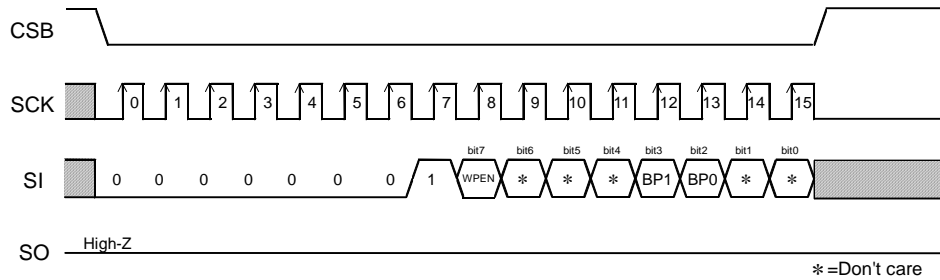 CSB
SCK 0 1 2 3 4 5 6 7 8 9 10 11 12 13 14 15
bit7 bit6 bit5 bit4 bit3 bit2 bit1 bit0
SI 0 0 0 0 0 0 0 1 WPEN * * * BP1 BP0 * *
SO High-Z
*=Don't care